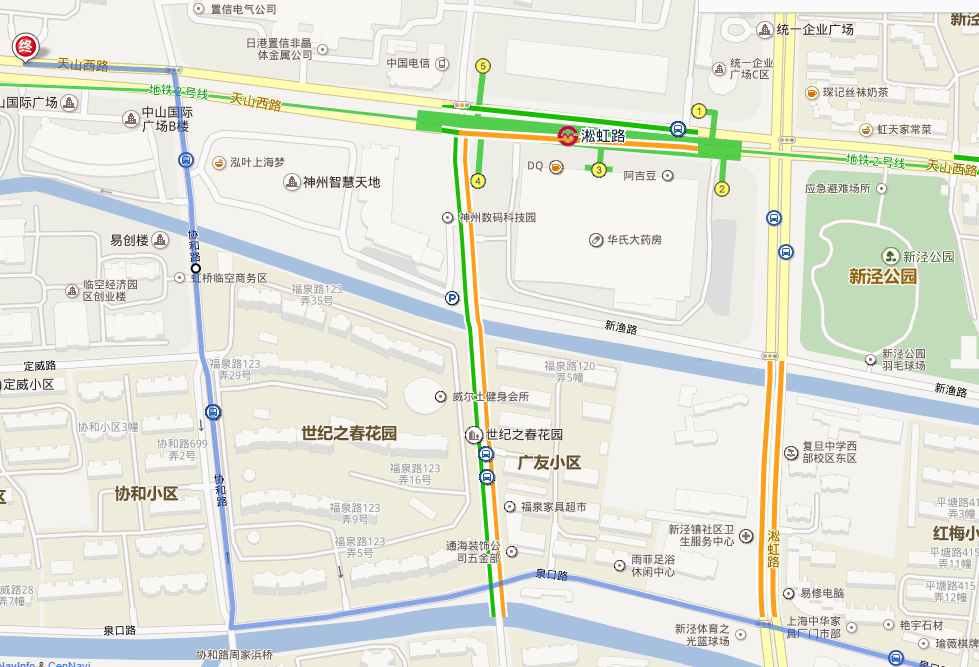 置信电气公司
新泾
统一企业广场
日港置信非晶
体金属公司
中国电信
5
终
天山西路
统一企业
广场C区
地铁2号线
天山西路
琛记丝袜奶茶
山国际广场
中山国际
广场B楼
1
淞虹路
虹天家常菜
泓叶上海梦
DQ
3
阿吉豆
地铁2号线
天山西路
神州智慧天地
4
2
应急避难场所
神州数码科技园
易创楼
协和路
华氏大药房
新泾公园
新泾公园
虹桥临空商务区
临空经济园
区创业楼
福泉路123
弄35号
P
新渔路
定威路
福泉路123
弄29号
福泉路120
弄5幢
新泾公园
羽毛球场
定威小区
威尔士健身会所
新渔路
协和小区3幢
世纪之春花园
世纪之春花园
协和路699
弄2号
广友小区
复旦中学西
部校区东区
福泉路123
弄16号
协和路
协和小区
区
福泉路123
弄9号
福泉家具超市
平塘路41
弄3幢
新泾镇社区卫
生服务中心
淞虹路
红梅小
福泉路123
弄5号
通海装饰公
司五金部
雨菲足浴
休闲中心
平塘路415
弄11幢
泉口路
威路28
弄7幢
易修电脑
平塘路415
弄12幢
泉口路
新泾体育之
光篮球场
上海中华家
具厂门市部
艳宇石材
瑜薇棋牌
协和路周家浜桥
NavInfo & CenNavi